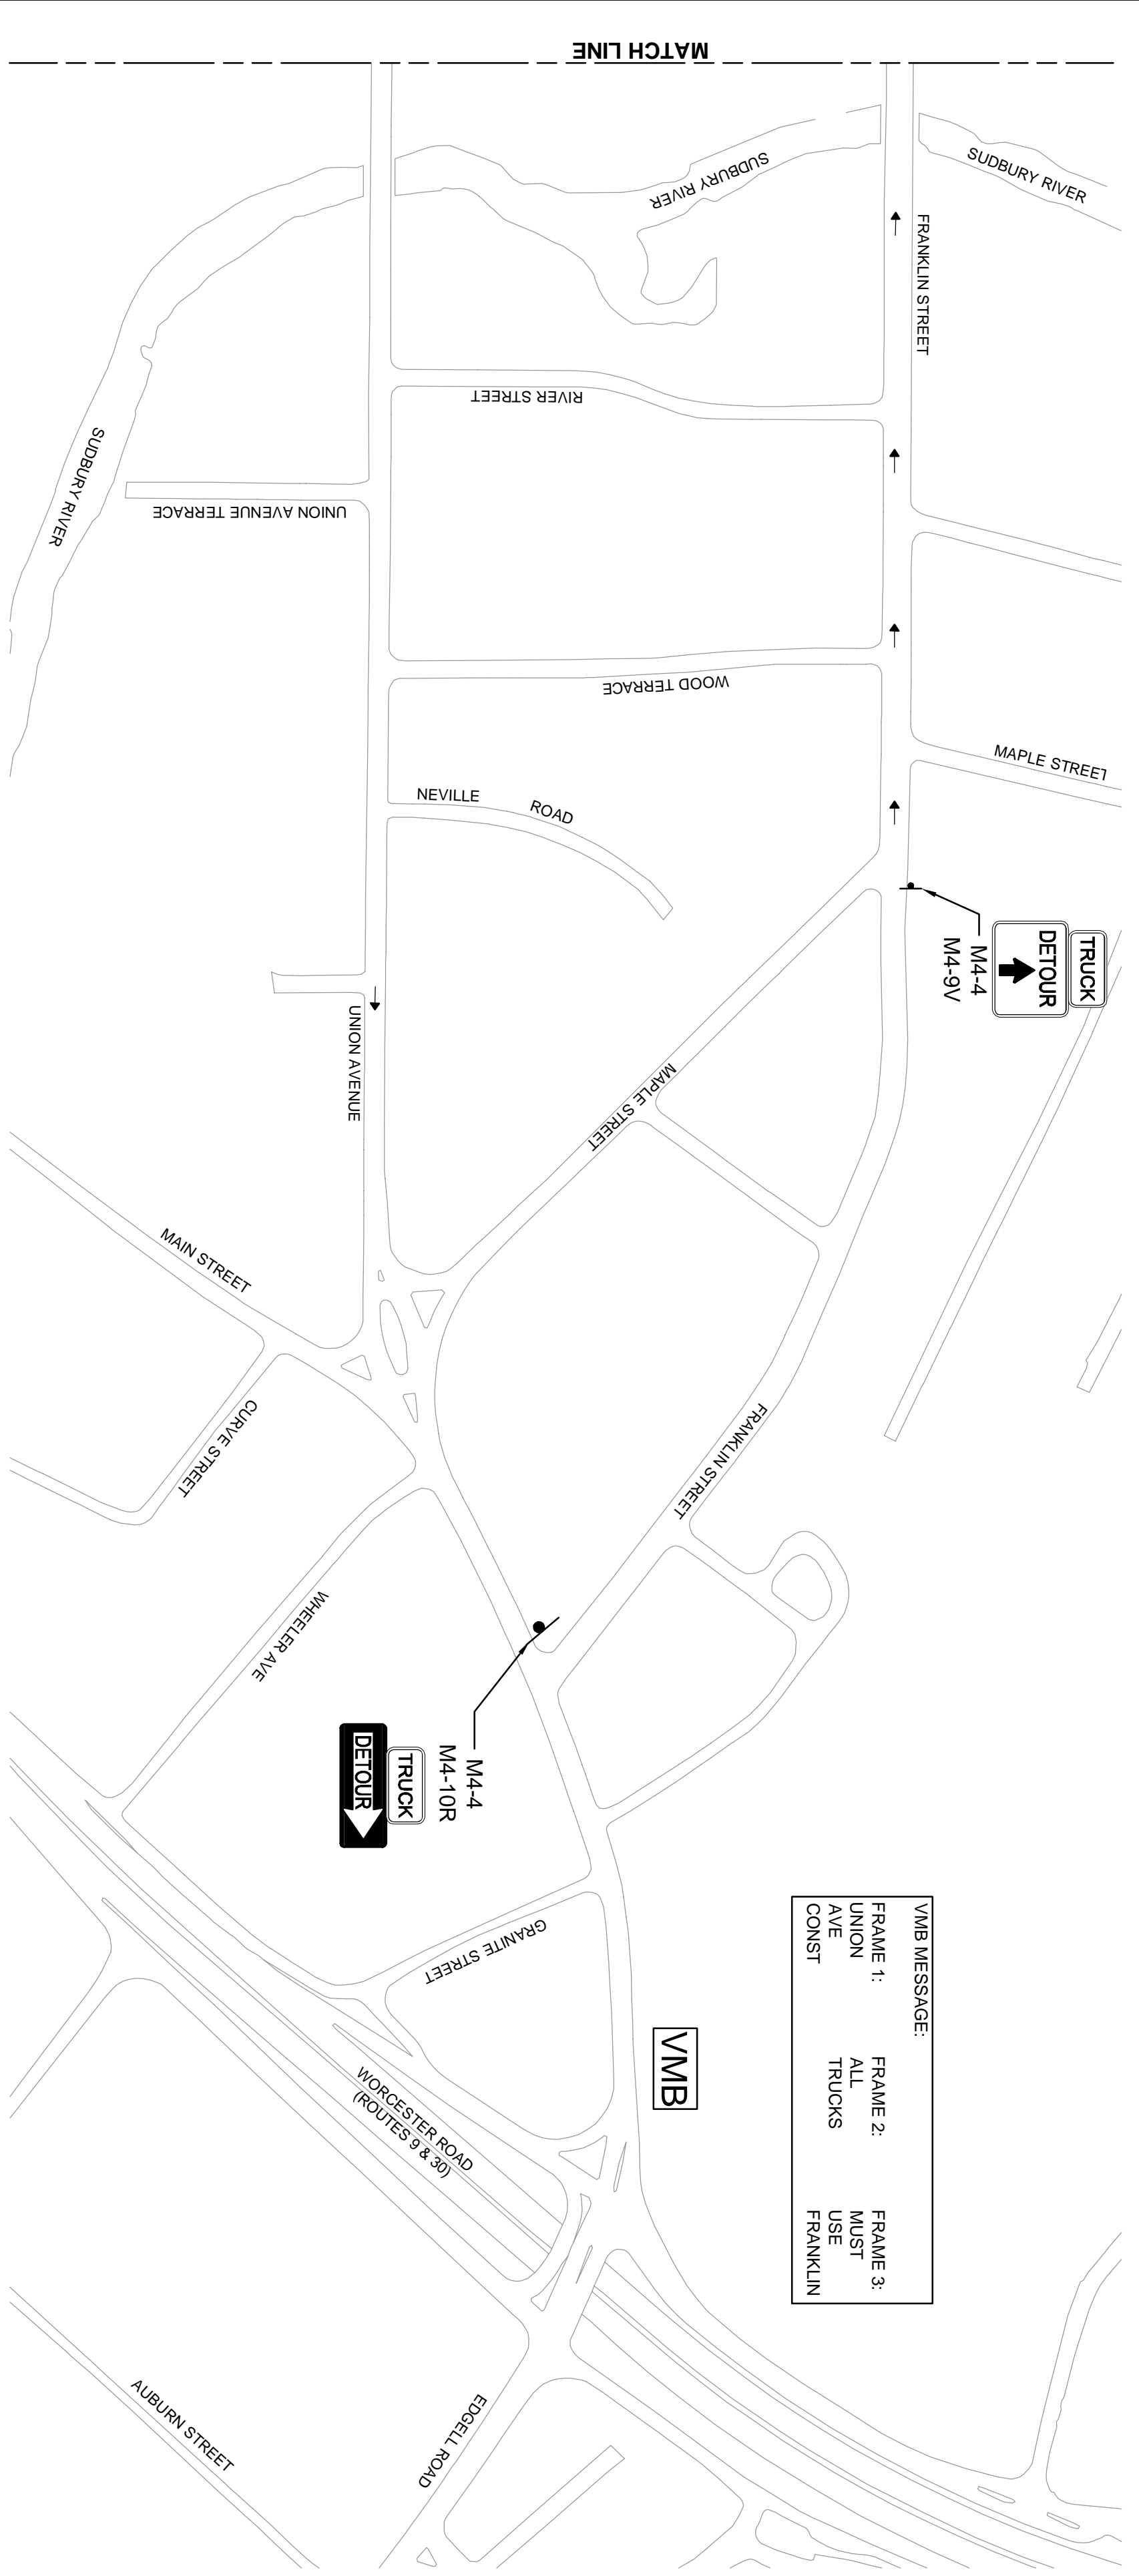 MATCH LINE
SUDBURY RIVER
SUDBURY RIVER
FRANKLIN STREET
RIVER STREET
SUDBURY RIVER
UNION AVENUE TERRACE
WOOD TERRACE
MAPLE STREET
NEVILLE ROAD
TRUCK
DETOUR
M4-4
M4-9V
UNION AVENUE
MAPLE STREET
MAIN STREET
CURVE STREET
FRANKLIN STREET
WHEELER AVE
M4-4
M4-10R
TRUCK
DETOUR
GRANITE STREET
VMB MESSAGE:
FRAME 1:
UNION
AVE
CONST
FRAME 2:
ALL
TRUCKS
FRAME 3:
MUST
USE
FRANKLIN
VMB
WORCESTER ROAD
(ROUTES 9 & 30)
EDGELL ROAD
AUBURN STREET